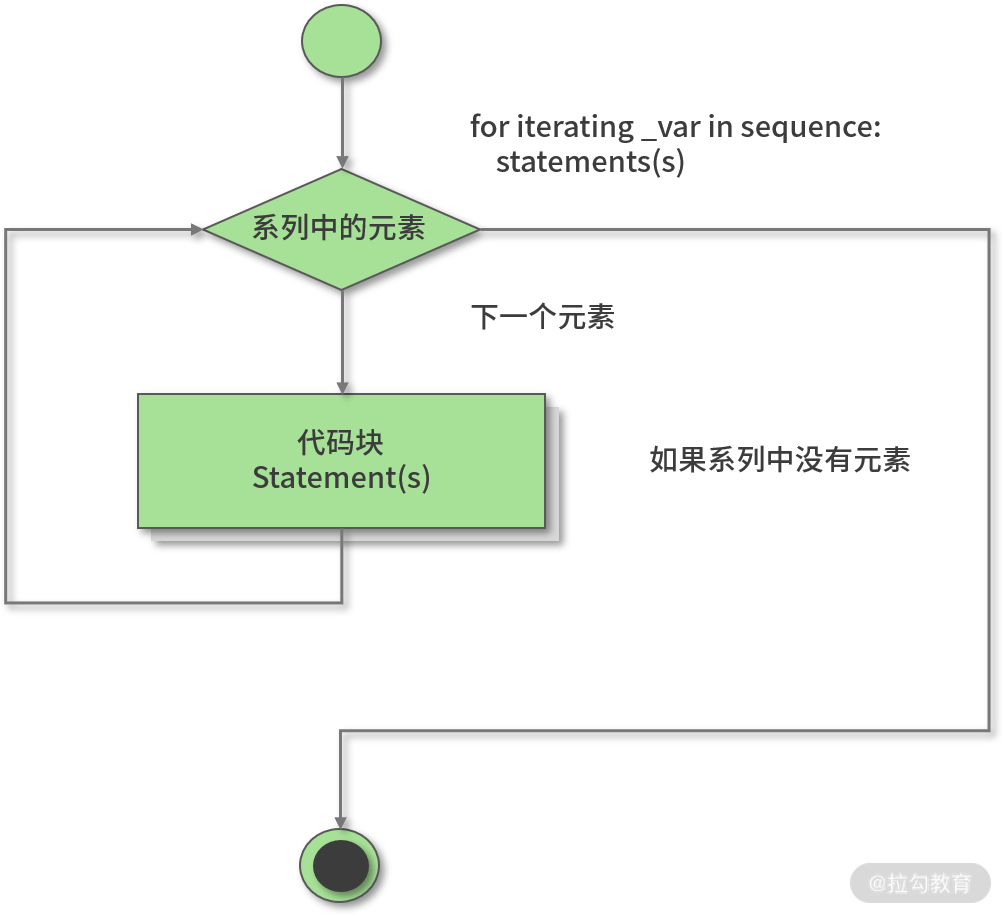 for iterating _var in sequence:
statements(s)
系列中的元素
下一个元素
代码块
Statement(s)
如果系列中没有元素
@拉勾教育